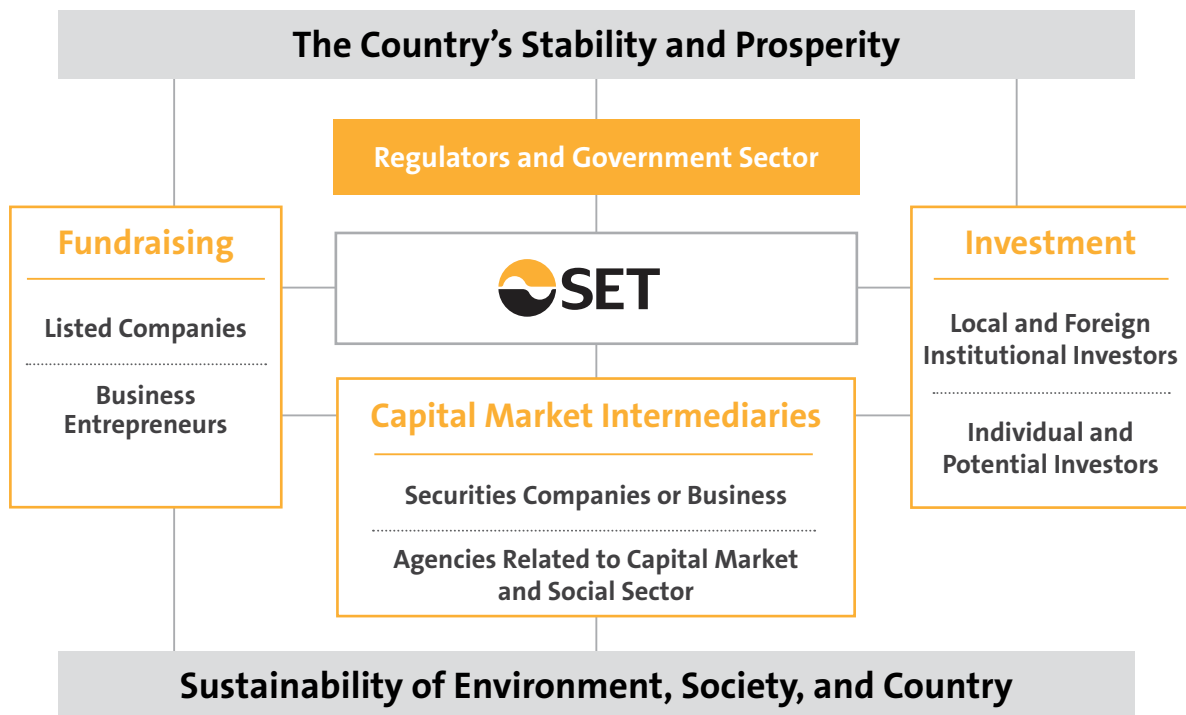 The Country’s Stability and Prosperity
Regulators and Government Sector
Fundraising
Listed Companies
Business
Entrepreneurs
SET
Capital Market Intermediaries
Securities Companies or Business
Agencies Related to Capital Market
and Social Sector
Investment
Local and Foreign
Institutional Investors
Individual and
Potential Investors
Sustainability of Environment, Society, and Country